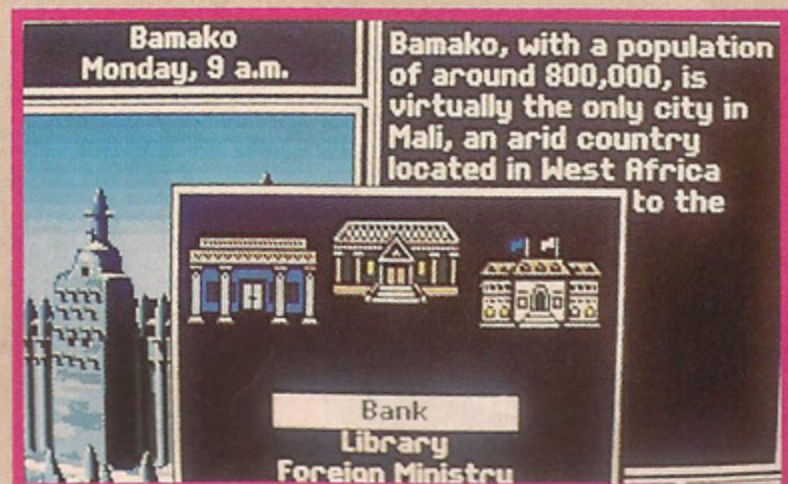 Bamako
Monday, 9 a.m.
Bamako, with a population
of around 800,000, is
virtually the only city in
Mali, an arid country
located in West Africa
to the
Bank
Library
Foreign Ministry